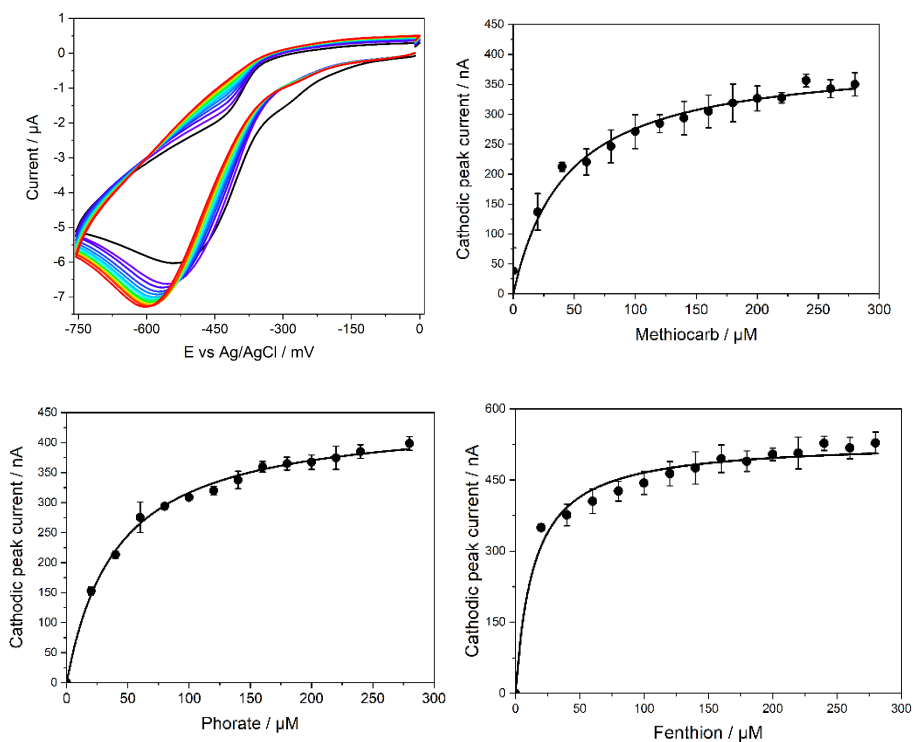 1
0
-1
-2
-3
-4
-5
-6
-7
Current / µA
-750 -600 -450 -300 -150 0
E vs Ag/AgCl / mV
450
400
350
300
250
200
150
100
50
0
Cathodic peak current / nA
0 50 100 150 200 250 300
Methiocarb / µM
450
400
350
300
250
200
150
100
50
0
Cathodic peak current / nA
0 50 100 150 200 250 300
Phorate / µM
600
450
300
150
0
Cathodic peak current / nA
0 50 100 150 200 250 300
Fenthion / µM